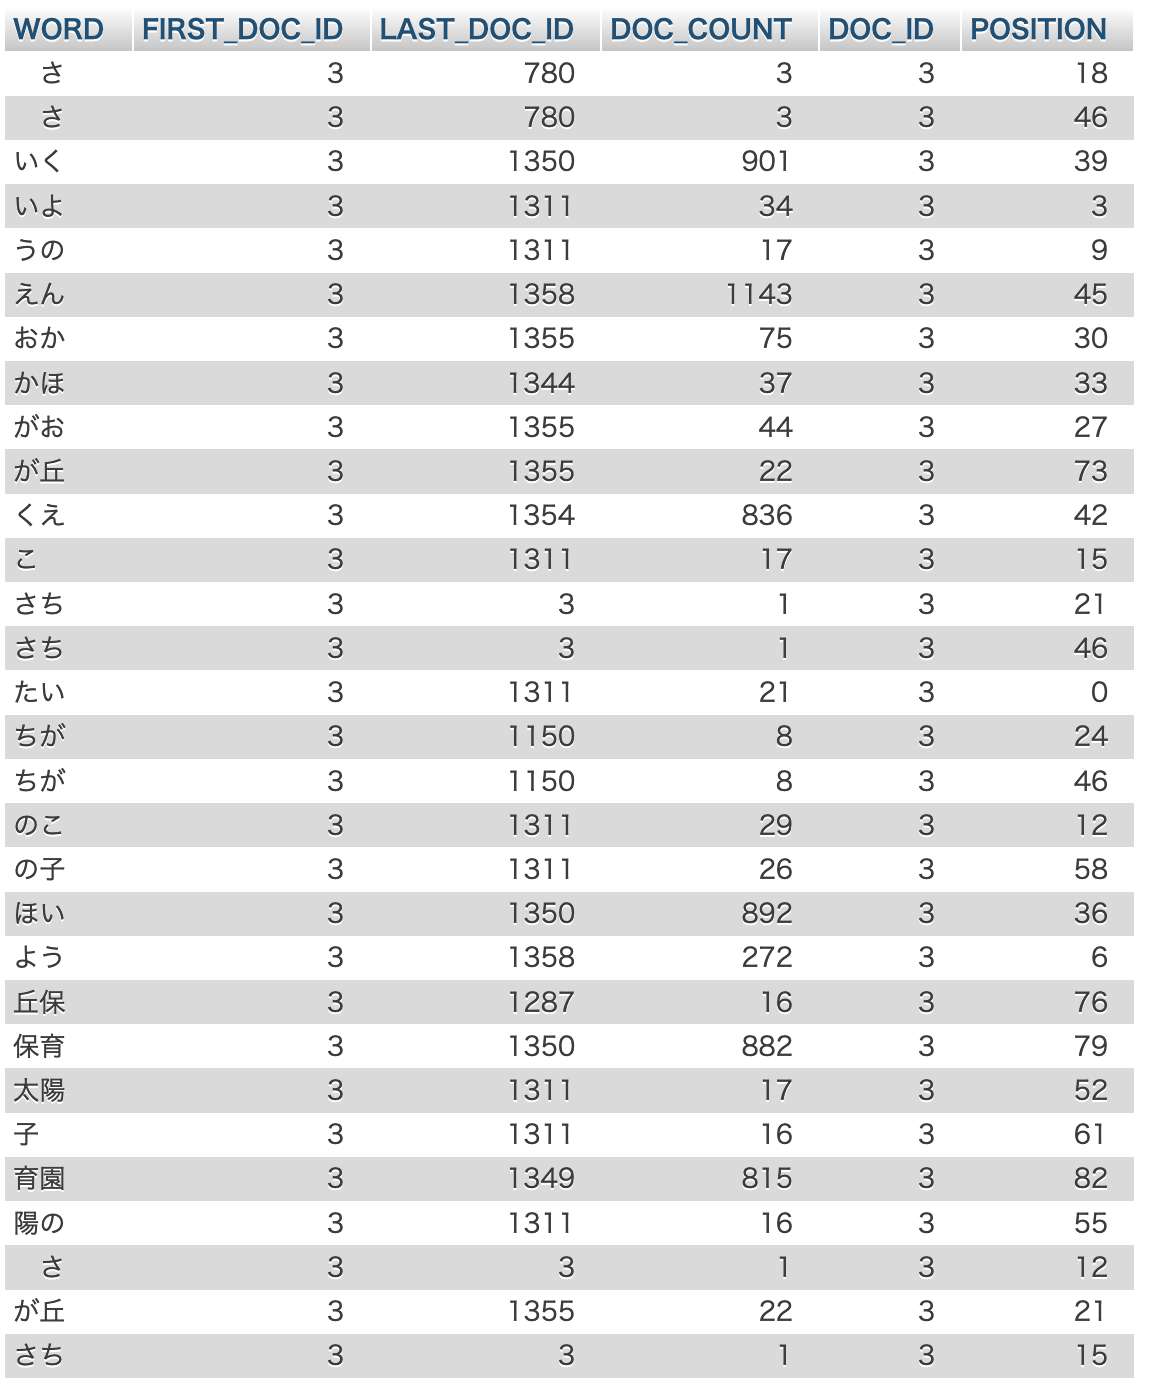 WORD FIRST_DOC_ID LAST_DOC_ID DOC_COUNT DOC_ID POSITION
　さ 3 780 3 3 18
　さ 3 780 3 3 46
いく 3 1350 901 3 39
いよ 3 1311 34 3 3
うの 3 1311 17 3 9
えん 3 1358 1143 3 45
おか 3 1355 75 3 30
かほ 3 1344 37 3 33
がお 3 1355 44 3 27
が丘 3 1355 22 3 73
くえ 3 1354 836 3 42
こ 3 1311 17 3 15
さち 3 3 1 3 21
さち 3 3 1 3 46
たい 3 1311 21 3 0
ちが 3 1150 8 3 24
ちが 3 1150 8 3 46
のこ 3 1311 29 3 12
の子 3 1311 26 3 58
ほい 3 1350 892 3 36
よう 3 1358 272 3 6
丘保 3 1287 16 3 76
保育 3 1350 882 3 79
太陽 3 1311 17 3 52
子 3 1311 16 3 61
育園 3 1349 815 3 82
陽の 3 1311 16 3 55
　さ 3 3 1 3 12
が丘 3 1355 22 3 21
さち 3 3 1 3 15